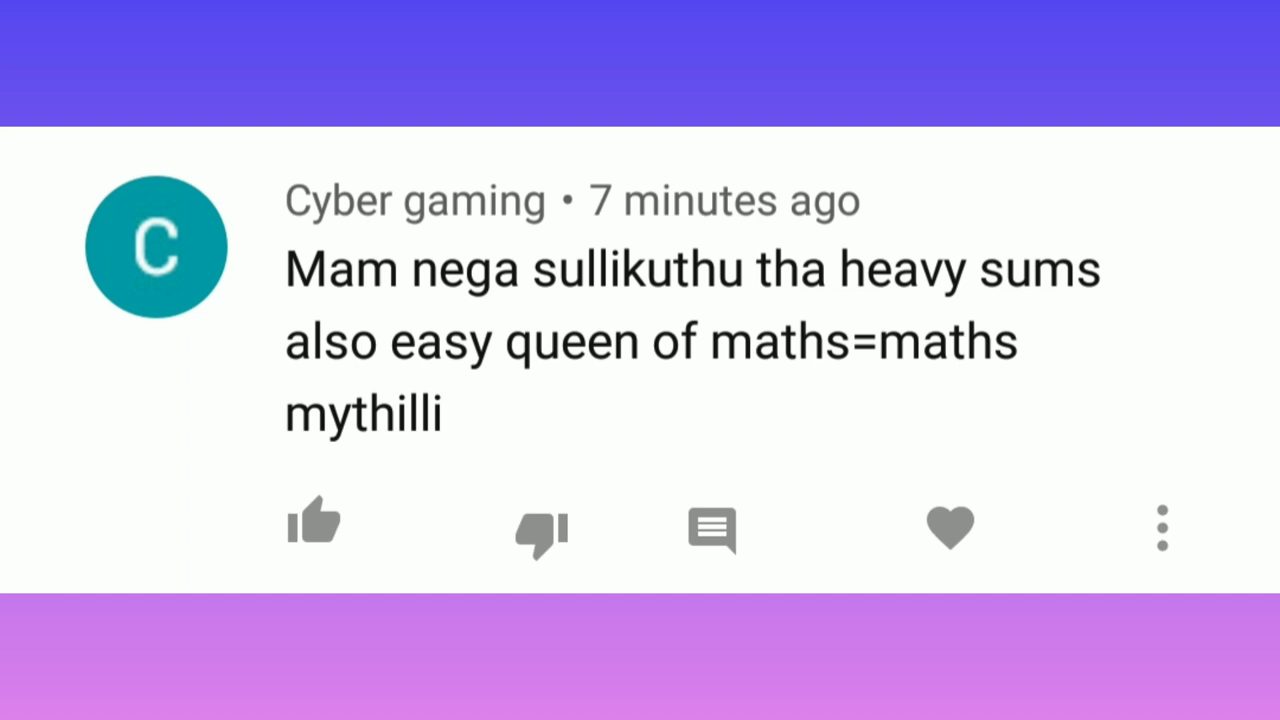 C
Cyber gaming • 7 minutes ago
Mam nega sullikuthu tha heavy sums
also easy queen of maths=maths
mythilli